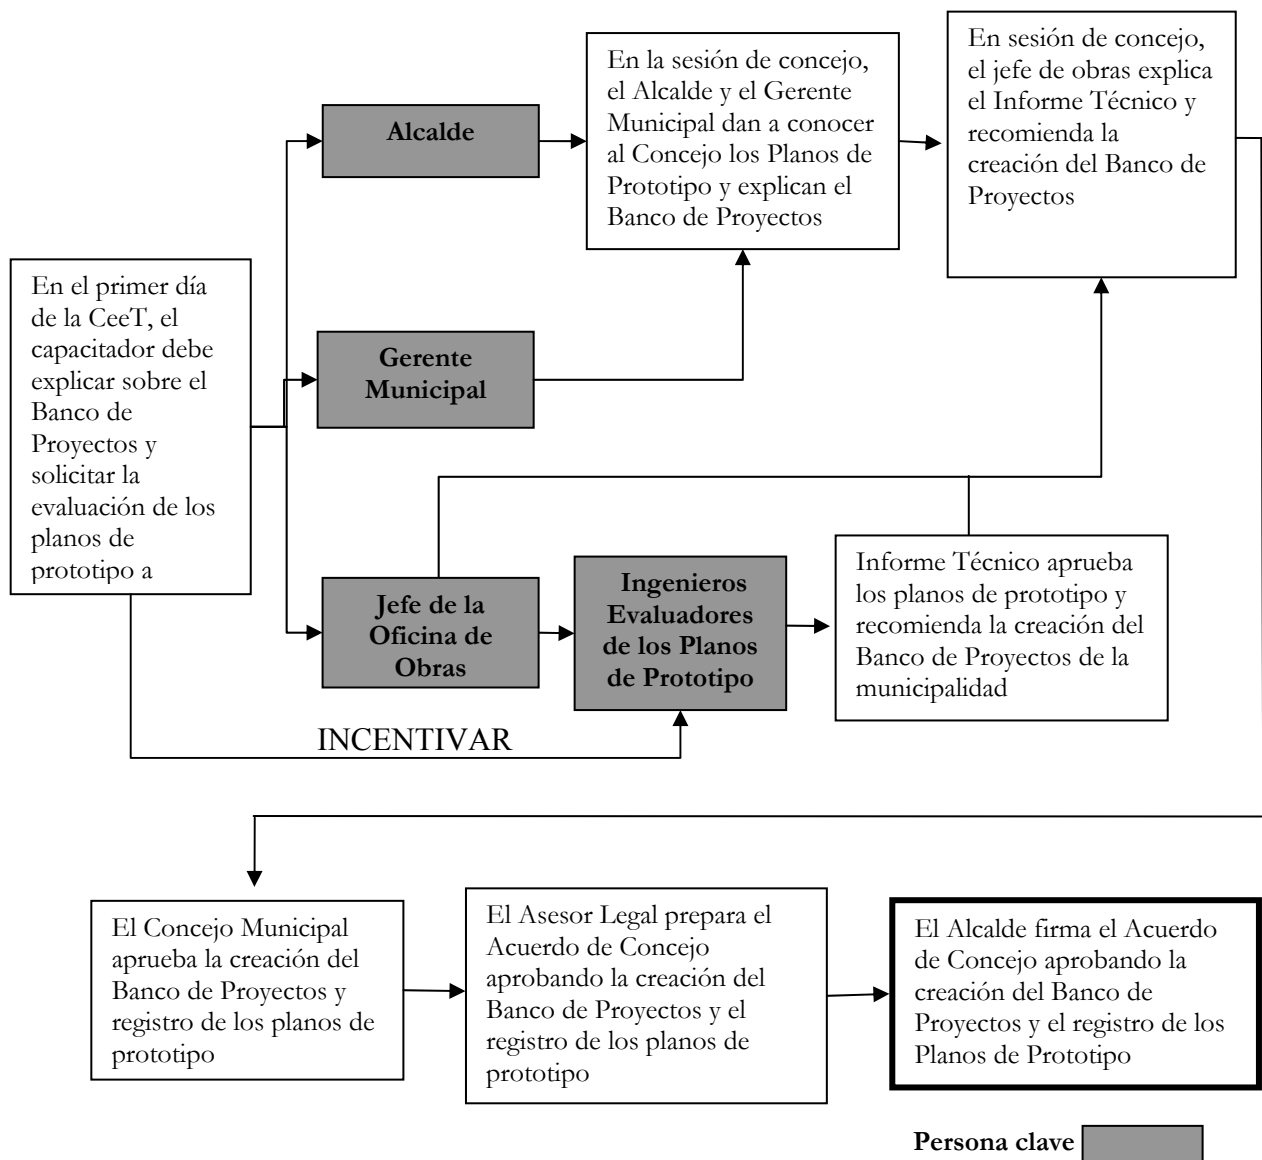 En el primer día
de la CeeT, el
capacitador debe
explicar sobre el
Banco de
Proyectos y
solicitar la
evaluación de los
planos de
prototipo a
Alcalde
Gerente
Municipal
Jefe de la
Oficina de
Obras
INCENTIVAR
Ingenieros
Evaluadores
de los Planos
de Prototipo
En la sesión de concejo,
el Alcalde y el Gerente
Municipal dan a conocer
al Concejo los Planos de
Prototipo y explican el
Banco de Proyectos
Informe Técnico aprueba
los planos de prototipo y
recomienda la creación del
Banco de Proyectos de la
municipalidad
En sesión de concejo,
el jefe de obras explica
el Informe Técnico y
recomienda la
creación del Banco de
Proyectos
El Concejo Municipal
aprueba la creación del
Banco de Proyectos y
registro de los planos de
prototipo
El Asesor Legal prepara el
Acuerdo de Concejo
aprobando la creación del
Banco de Proyectos y el
registro de los planos de
prototipo
El Alcalde firma el Acuerdo
de Concejo aprobando la
creación del Banco de
Proyectos y el registro de los
Planos de Prototipo
Persona clave